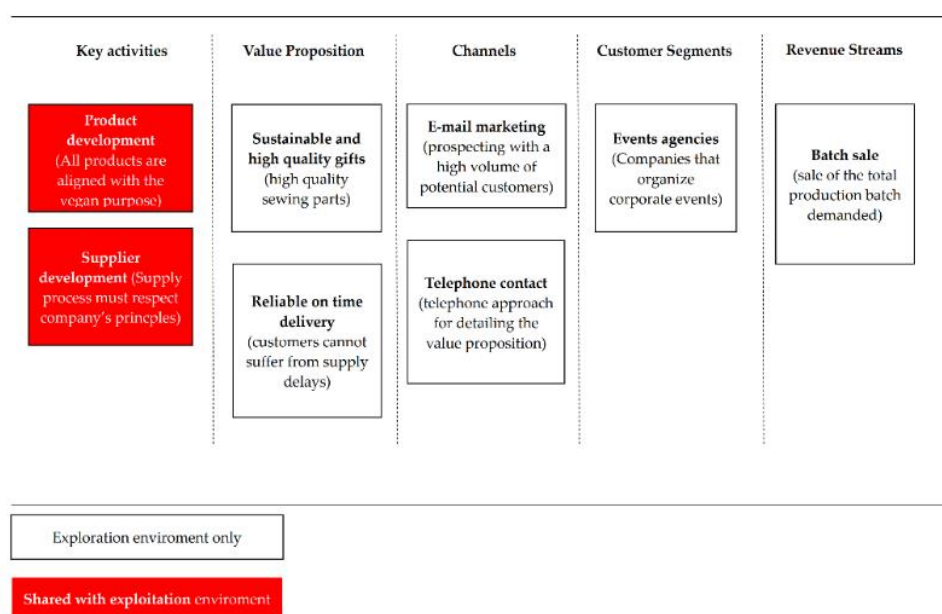 Key activities
Value Proposition
Channels
Customer Segments
Revenue Streams
Product
development
(All products are
aligned with the
vegan purpose)
Supplier
development (Supply
process must respect
company's princples)
Sustainable and
high quality gifts
(high quality
sewing parts)
Reliable on time
delivery
(customers cannot
suffer from supply
delays)
E-mail marketing
(prospecting with a
high volume of
potential customers)
Telephone contact
(telephone approach
for detailing the
value proposition)
Events agencies
(Companies that
organize
corporate events)
Batch sale
(sale of the total
production batch
demanded)
Exploration enviroment only
Shared with exploitation enviroment